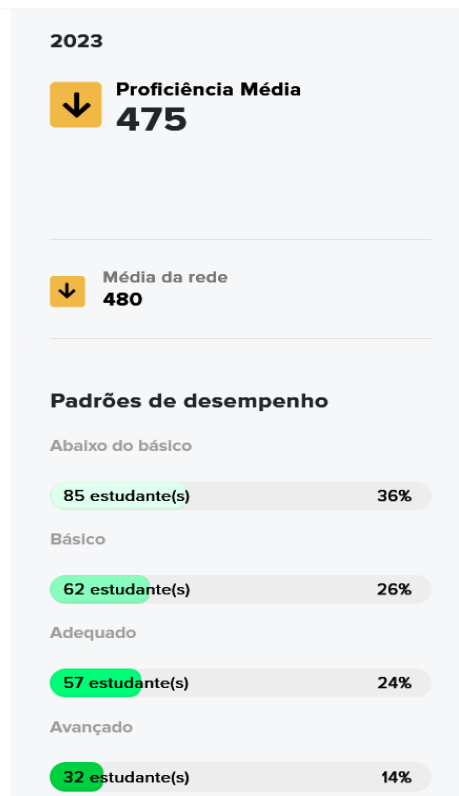 2023
Proficiência Média
475
Média da rede
480
Padrões de desempenho
Abaixo do básico
85 estudante(s) 36%
Básico
62 estudante(s) 26%
Adequado
57 estudante(s) 24%
Avançado
32 estudante(s) 14%